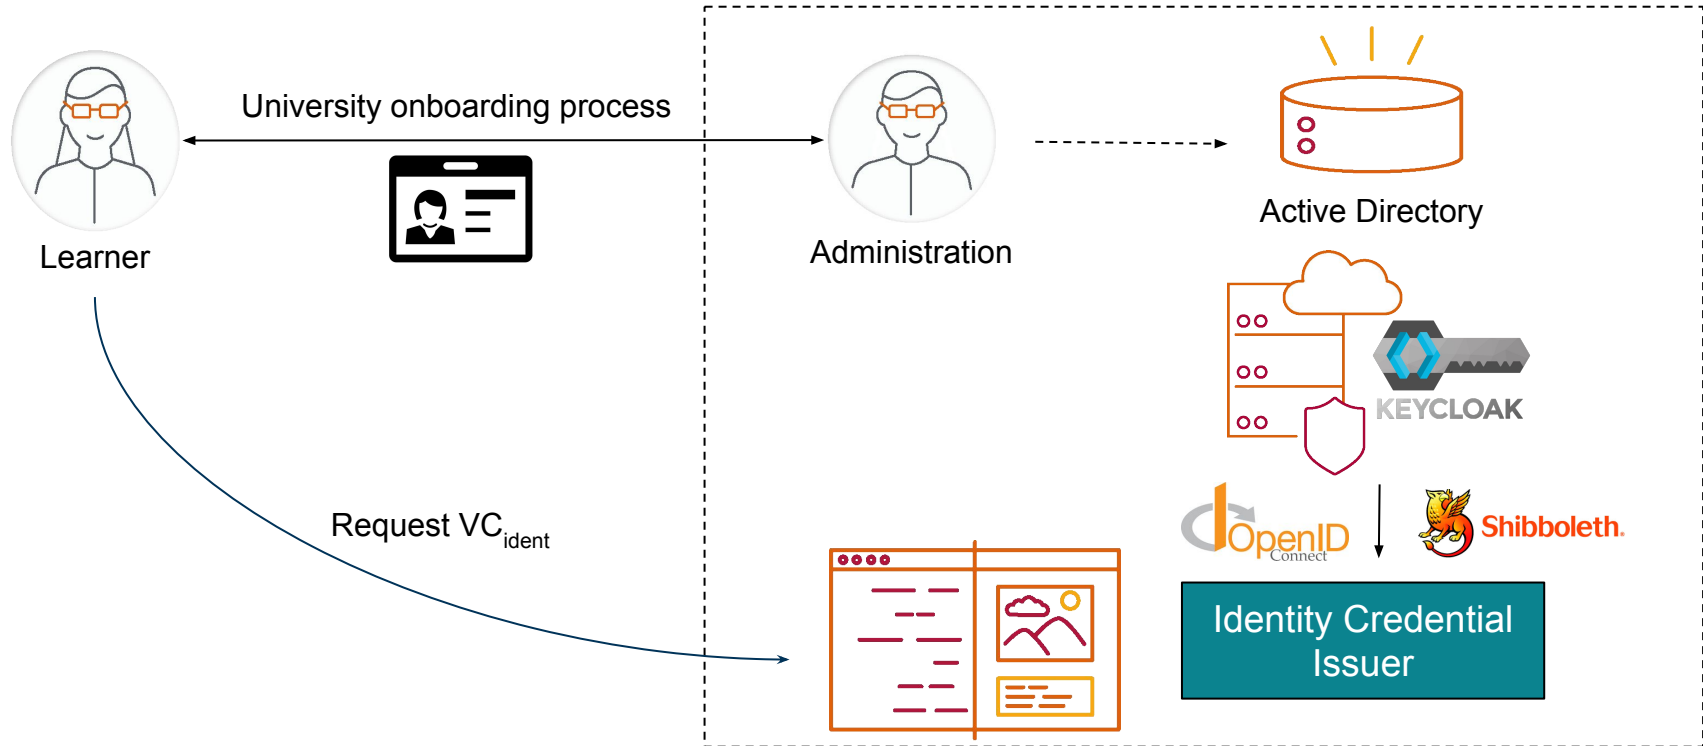 University onboarding process
Learner
Administration
Active Directory
KEYCLOAK
Request VCident
OpenID
Connect
Shibboleth.
Identity Credential
Issuer